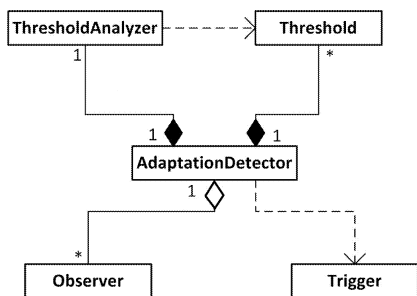 ThresholdAnalyzer
Threshold
1
*
1
1
AdaptationDetector
1
*
Observer
Trigger